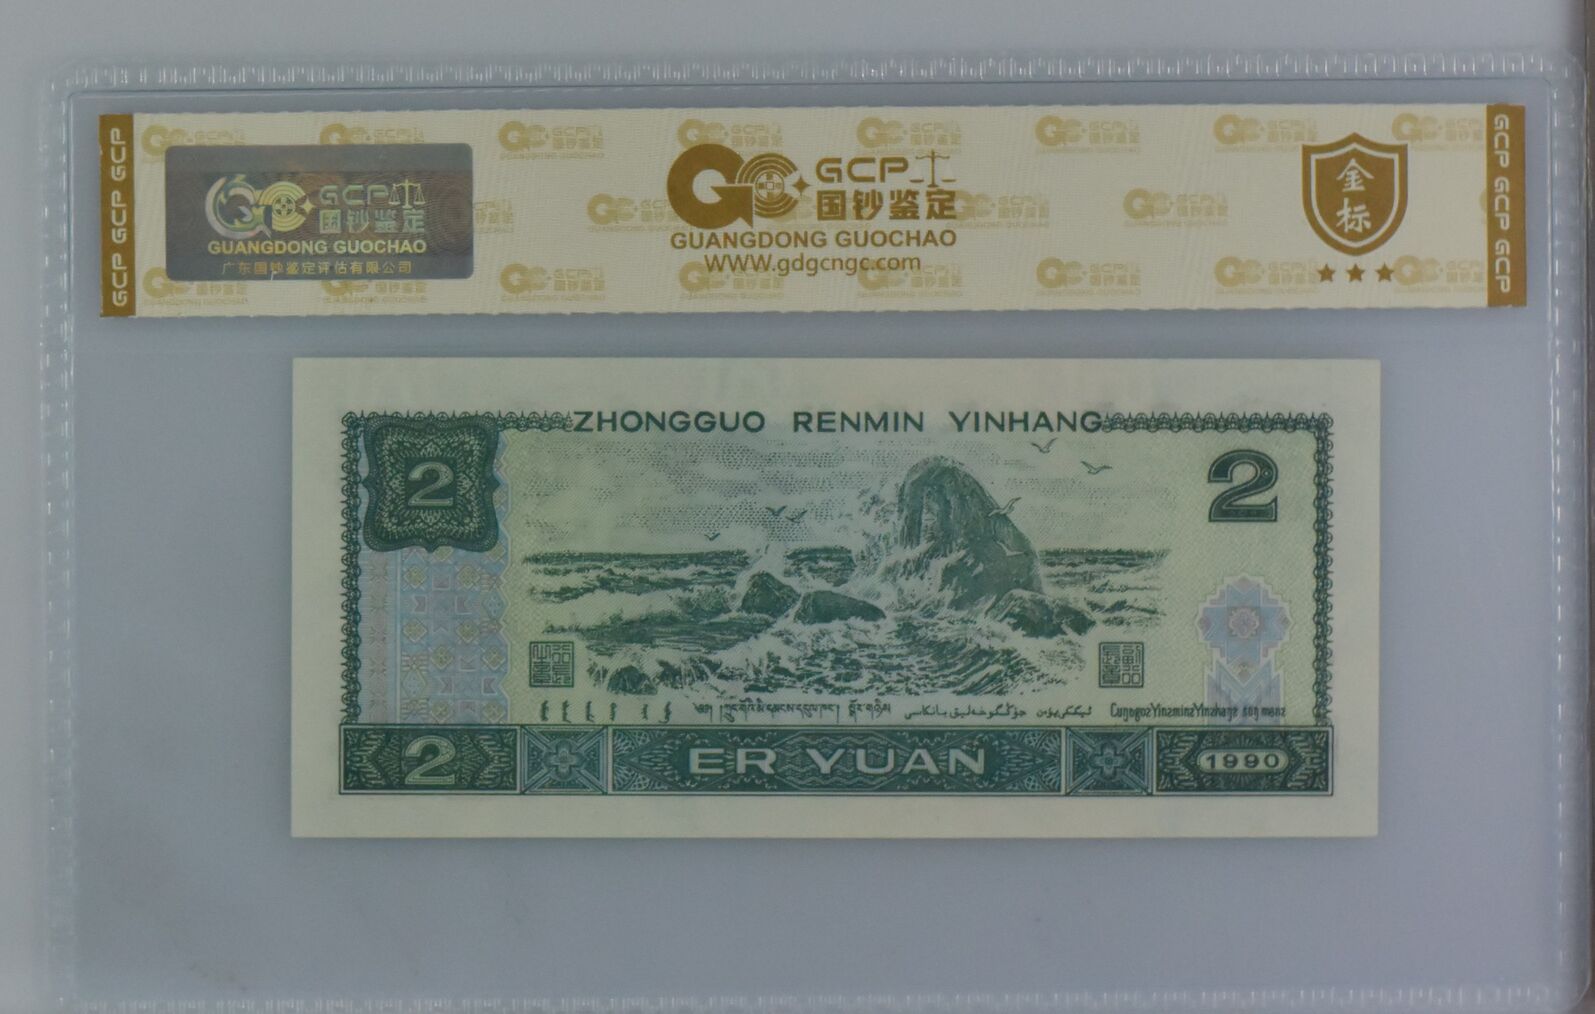 GCP GCP GCP
GCP
国钞鉴定
GUANGDONG GUOCHAO
广东国钞鉴定评估有限公司
GCP
国钞鉴定
GUANGDONG GUOCHAO
www.gdgcngc.com
金标
GCP GCP GCP
ZHONGGUO RENMIN YINHANG
2
2
2
ER YUAN
1990